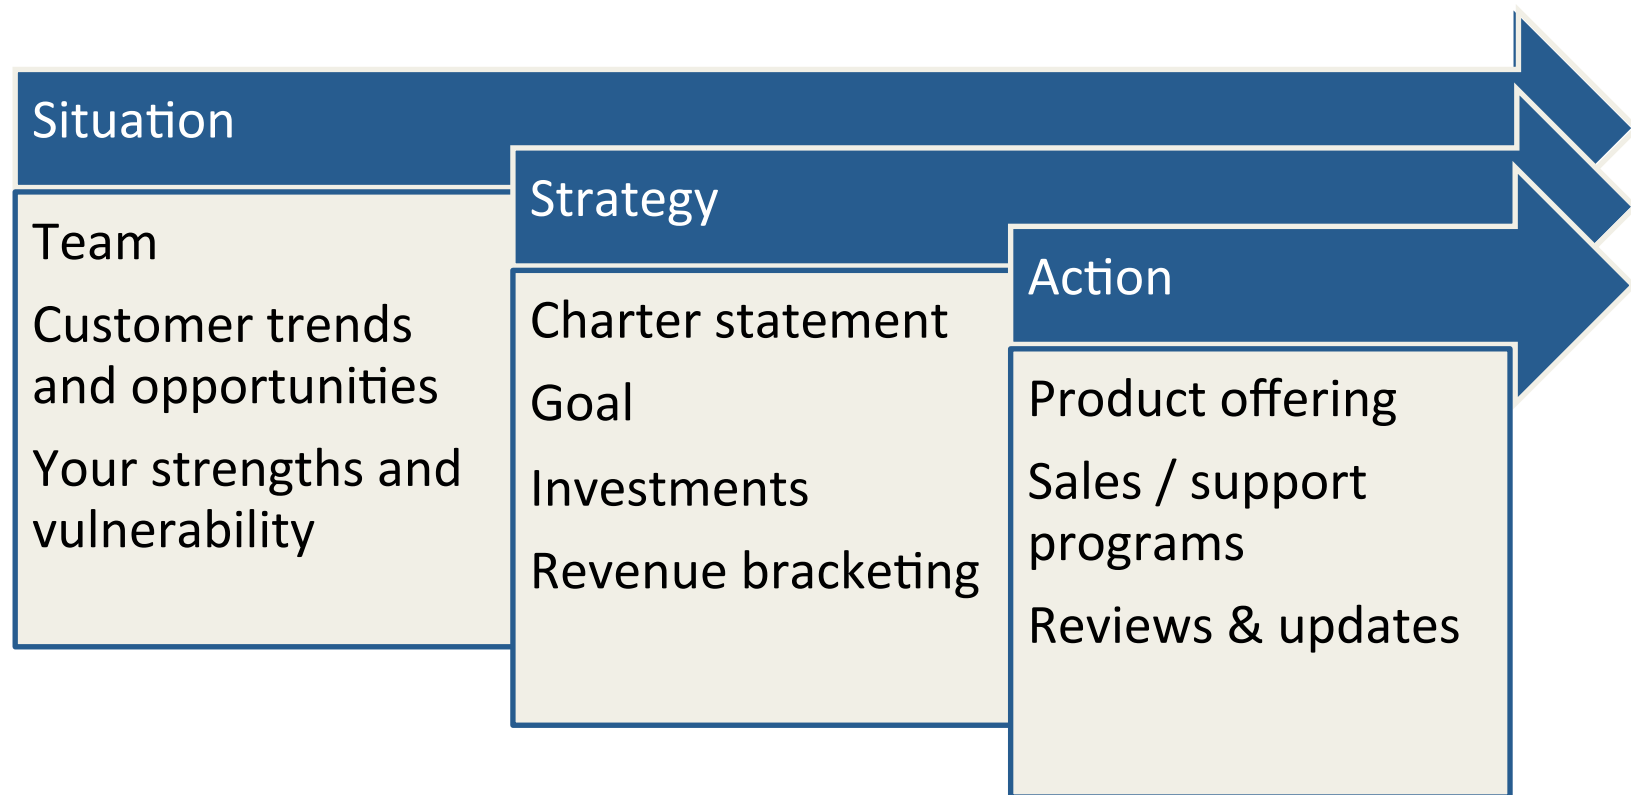 Situation
Team
Customer trends
and opportunities
Your strengths and
vulnerability
Strategy
Charter statement
Goal
Investments
Revenue bracketing
Action
Product offering
Sales / support
programs
Reviews & updates